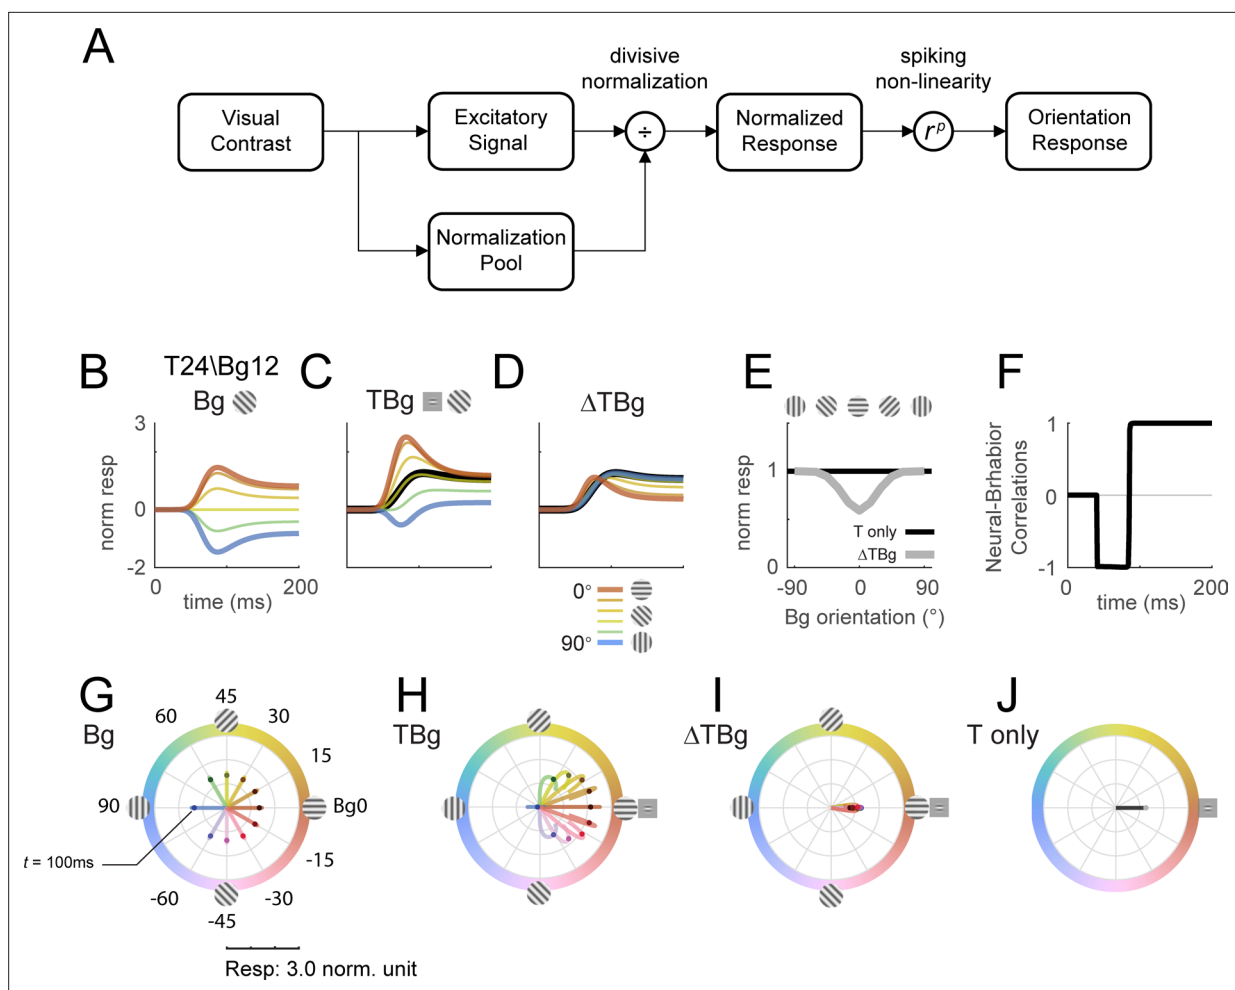 A
Visual
Contrast
Excitatory
Signal
divisive
normalization
÷
Normalized
Response
spiking
non-linearity
r^p
Orientation
Response
Normalization
Pool
B
T24\Bg12
Bg
C
TBg
D
ΔTBg
E
F
norm resp
3
0
-2
0
200
time (ms)
0°
90°
norm resp
1
0
T only
ΔTBg
-90
0
90
Bg orientation (°)
Neural-Brhabior
Correlations
1
0
-1
0
200
time (ms)
G
Bg
45
60
30
15
90
Bg0
t = 100ms
-15
-60
-30
-45
Resp: 3.0 norm. unit
H
TBg
I
ΔTBg
J
T only